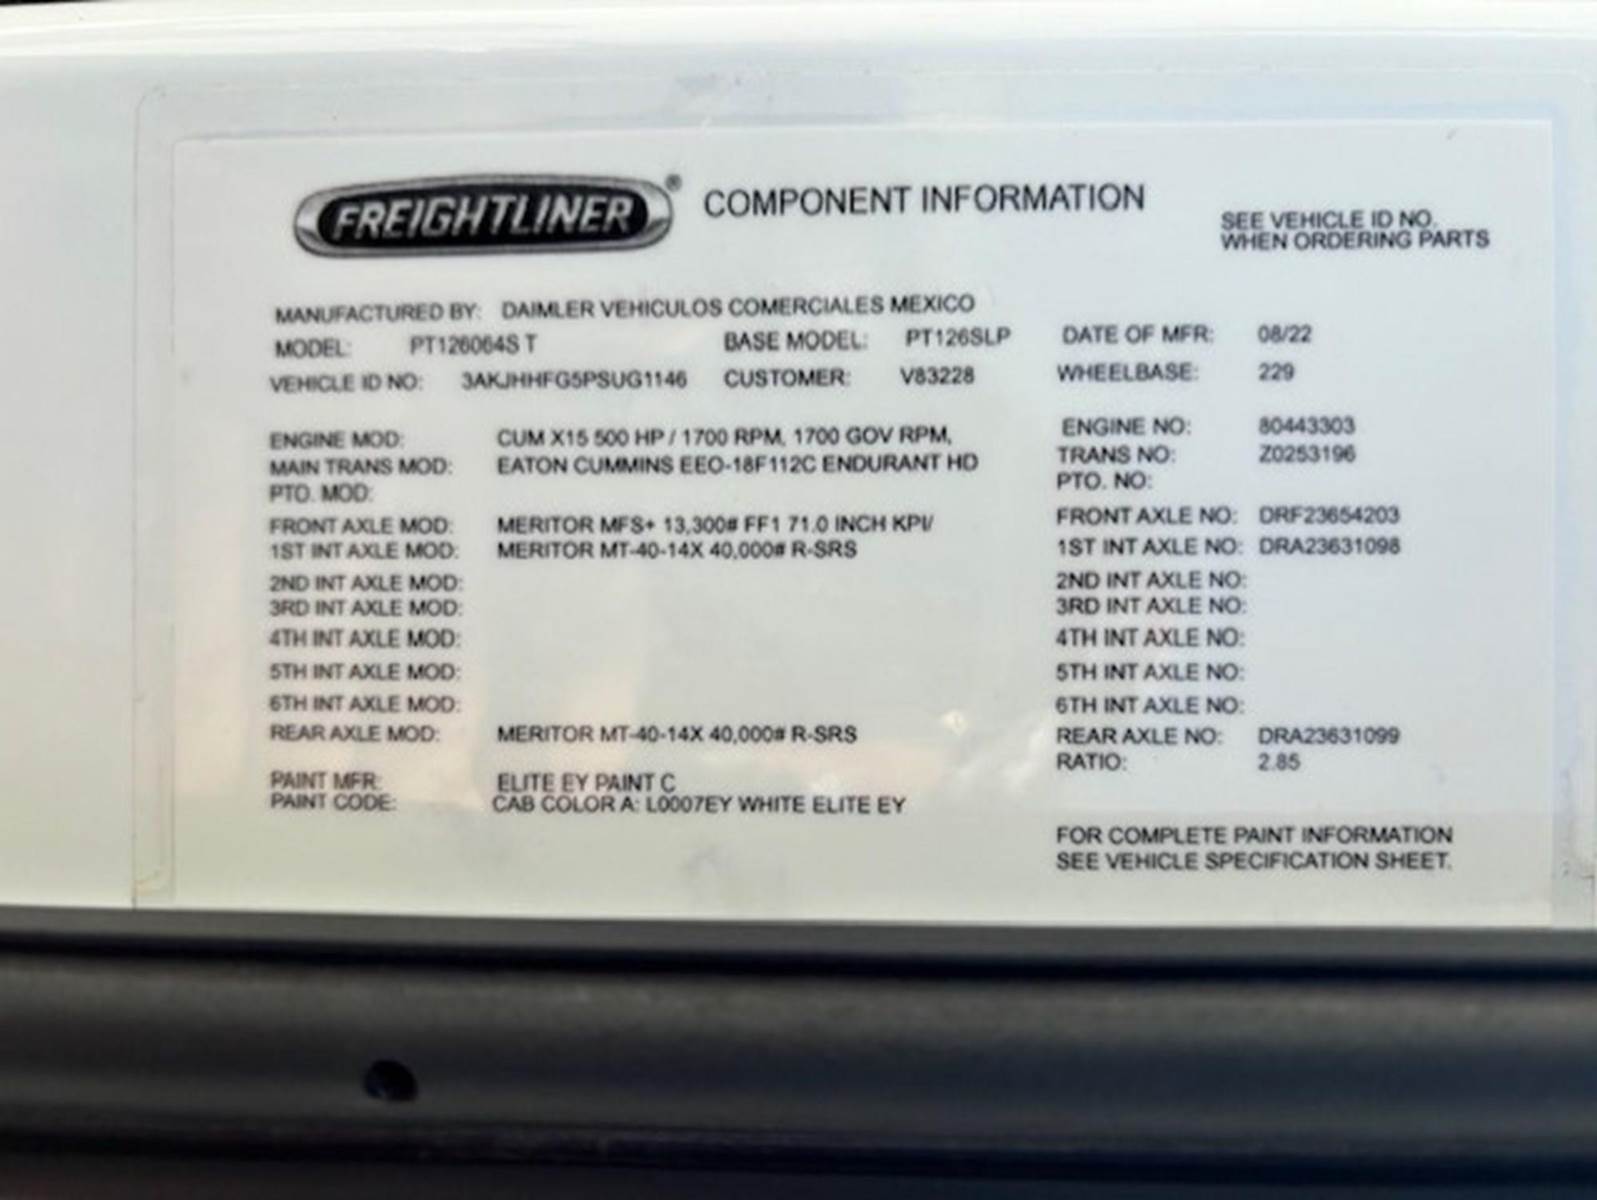 FREIGHTLINER® COMPONENT INFORMATION
SEE VEHICLE ID NO.
WHEN ORDERING PARTS
MANUFACTURED BY: DAIMLER VEHICULOS COMERCIALES MEXICO
MODEL: PT126064S T BASE MODEL: PT126SLP DATE OF MFR: 08/22
VEHICLE ID NO: 3AKJHHFG5PSUG1146 CUSTOMER: V83228 WHEELBASE: 229
ENGINE MOD: CUM X15 500 HP / 1700 RPM, 1700 GOV RPM, ENGINE NO: 80443303
MAIN TRANS MOD: EATON CUMMINS EEO-18F112C ENDURANT HD TRANS NO: Z0253196
PTO. MOD: PTO. NO:
FRONT AXLE MOD: MERITOR MFS+ 13,300# FF1 71.0 INCH KPI/ FRONT AXLE NO: DRF23654203
1ST INT AXLE MOD: MERITOR MT-40-14X 40,000# R-SRS 1ST INT AXLE NO: DRA23631098
2ND INT AXLE MOD: 2ND INT AXLE NO:
3RD INT AXLE MOD: 3RD INT AXLE NO:
4TH INT AXLE MOD: 4TH INT AXLE NO:
5TH INT AXLE MOD: 5TH INT AXLE NO:
6TH INT AXLE MOD: 6TH INT AXLE NO:
REAR AXLE MOD: MERITOR MT-40-14X 40,000# R-SRS REAR AXLE NO: DRA23631099
RATIO: 2.85
PAINT MFR: ELITE EY PAINT C
PAINT CODE: CAB COLOR A: L0007EY WHITE ELITE EY
FOR COMPLETE PAINT INFORMATION
SEE VEHICLE SPECIFICATION SHEET.